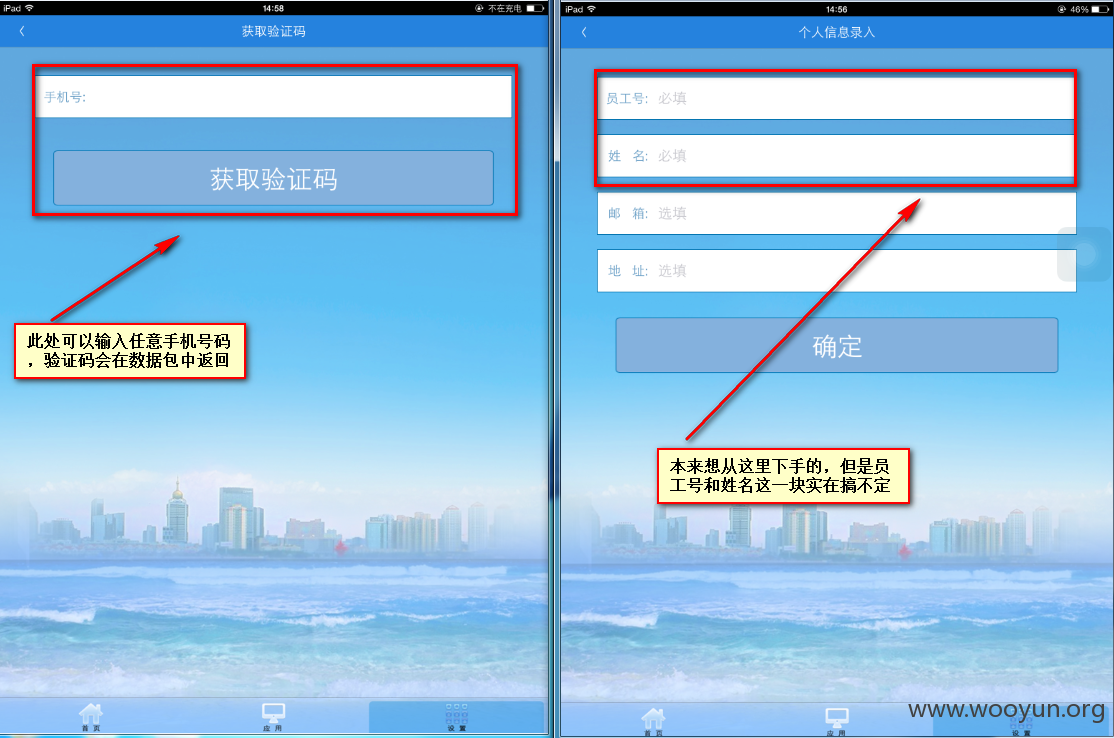 iPad 14:58 不在充电
获取验证码
手机号:
获取验证码
此处可以输入任意手机号码
，验证码会在数据包中返回
首页 应用 设置
iPad 14:56 46%
个人信息录入
员工号: 必填
姓 名: 必填
邮 箱: 选填
地 址: 选填
确定
本来想从这里下手的，但是员
工号和姓名这一块实在搞不定
www.wooyun.org
首页 应用 设置